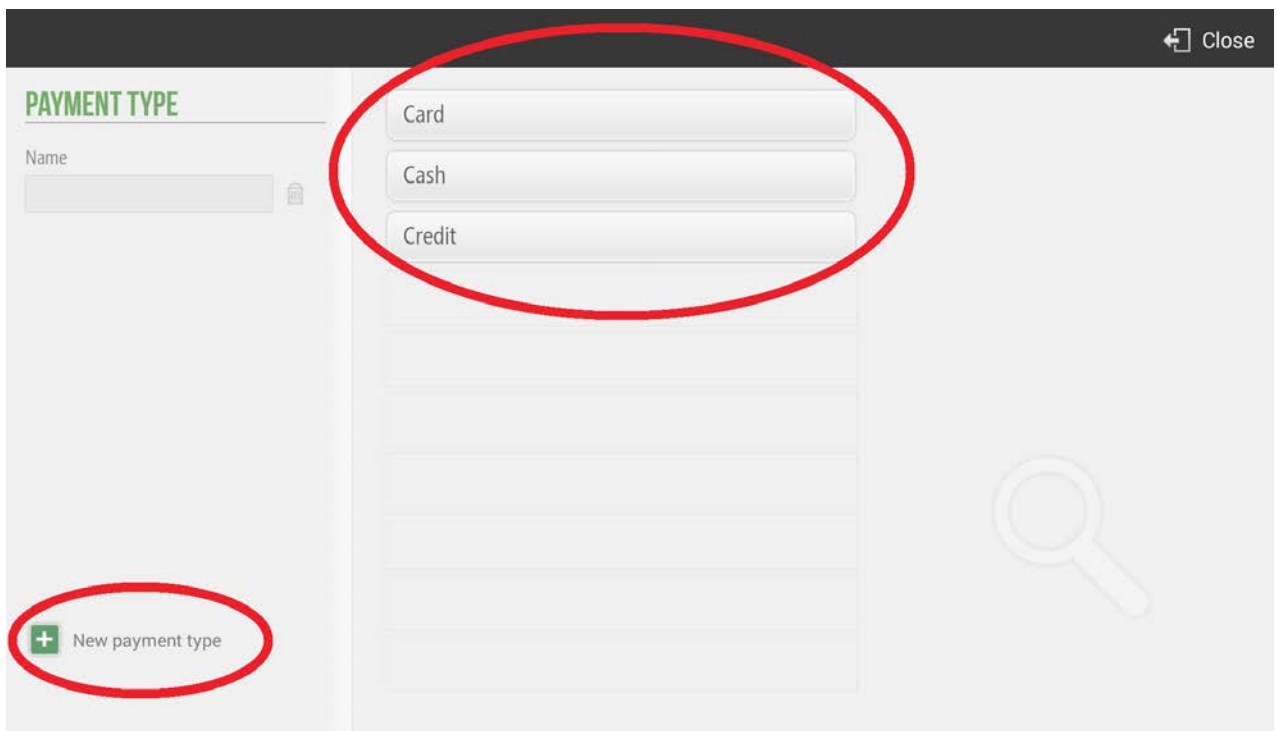 Close
PAYMENT TYPE
Name
Card
Cash
Credit
New payment type